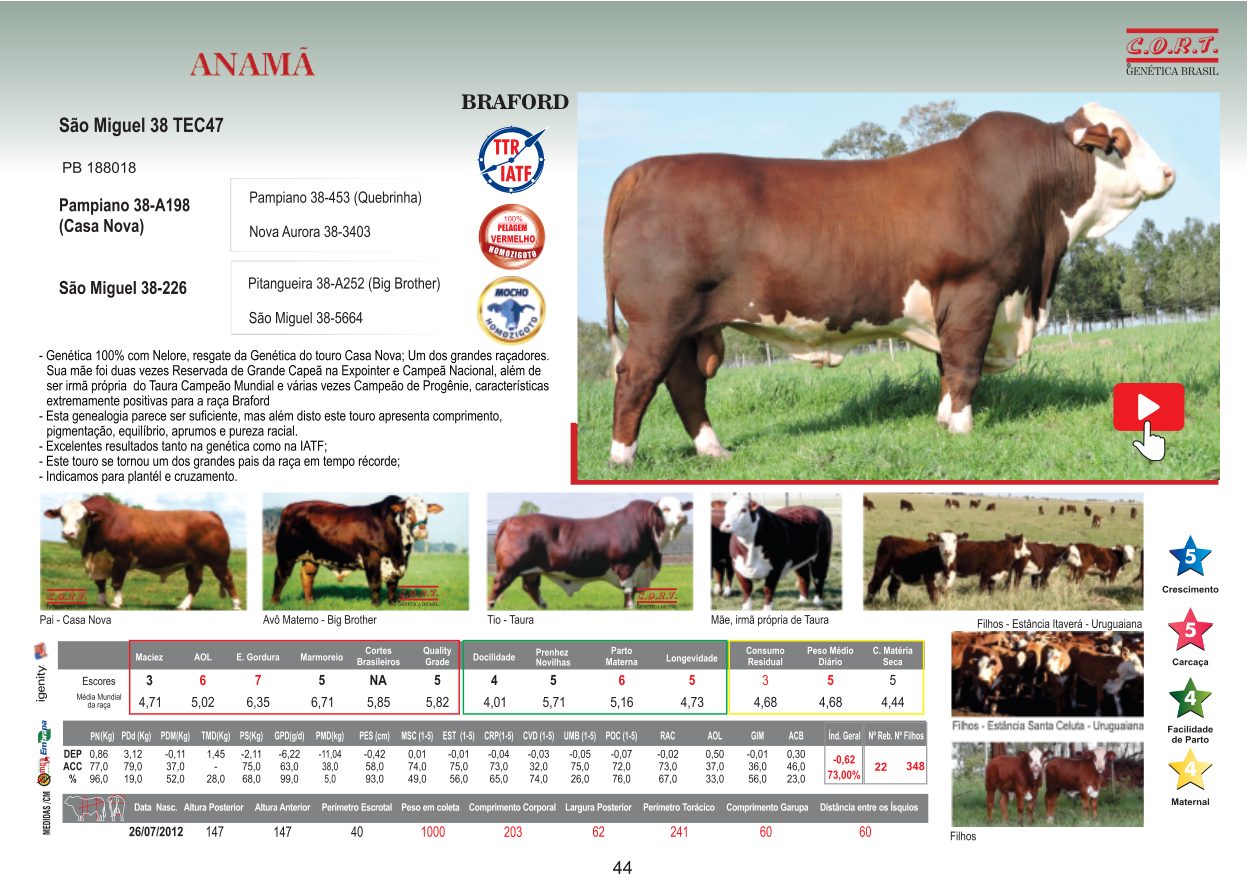 ANAMÃ
C.O.R.T.
GENÉTICA BRASIL
BRAFORD
São Miguel 38 TEC47
PB 188018
Pampiano 38-A198
(Casa Nova)
Pampiano 38-453 (Quebrinha)
Nova Aurora 38-3403
São Miguel 38-226
Pitangueira 38-A252 (Big Brother)
São Miguel 38-5664
TTR
IATF
100%
PELAGEM
VERMELHO
HOMOZIGOTO
MOCHO
HOMOZIGOTO
- Genética 100% com Nelore, resgate da Genética do touro Casa Nova; Um dos grandes raçadores.
Sua mãe foi duas vezes Reservada de Grande Capeã na Expointer e Campeã Nacional, além de
ser irmã própria do Taura Campeão Mundial e várias vezes Campeão de Progênie, características
extremamente positivas para a raça Braford
- Esta genealogia parece ser suficiente, mas além disto este touro apresenta comprimento,
pigmentação, equilíbrio, aprumos e pureza racial.
- Excelentes resultados tanto na genética como na IATF;
- Este touro se tornou um dos grandes pais da raça em tempo récorde;
- Indicamos para plantél e cruzamento.
C.O.R.T.
C.O.R.T.
GENÉTICA BRASIL
C.O.R.T.
GENÉTICA BRASIL
Pai - Casa Nova
Avô Materno - Big Brother
Tio - Taura
Mãe, irmã própria de Taura
Filhos - Estância Itaverá - Uruguaiana
Filhos - Estância Santa Celuta - Uruguaiana
Filhos
5
Crescimento
5
Carcaça
4
Facilidade
de Parto
4
Maternal
igenity
Maciez AOL E. Gordura Marmoreio Cortes Brasileiros Quality Grade Docilidade Prenhez Novilhas Parto Materna Longevidade Consumo Residual Peso Médio Diário C. Matéria Seca
Escores 3 6 7 5 NA 5 4 5 6 5 3 5 5
Média Mundial da raça 4,71 5,02 6,35 6,71 5,85 5,82 4,01 5,71 5,16 4,73 4,68 4,68 4,44
Embrapa
PN(Kg) PDd (Kg) PDM(Kg) TMD(Kg) PS(Kg) GPD(g/d) PMD(kg) PES (cm) MSC (1-5) EST (1-5) CRP(1-5) CVD (1-5) UMB (1-5) POC (1-5) RAC AOL GIM ACB Índ. Geral Nº Reb. Nº Filhos
DEP 0,86 3,12 -0,11 1,45 -2,11 -6,22 -11,04 -0,42 0,01 -0,01 -0,04 -0,03 -0,05 -0,07 -0,02 0,50 -0,01 0,30
ACC 77,0 79,0 37,0 - 75,0 63,0 38,0 58,0 74,0 75,0 73,0 32,0 75,0 72,0 73,0 37,0 36,0 46,0
% 96,0 19,0 52,0 28,0 68,0 99,0 5,0 93,0 49,0 56,0 65,0 74,0 26,0 76,0 67,0 33,0 56,0 23,0
-0,62
73,00%
22 348
MEDIDAS /CM
Data Nasc. Altura Posterior Altura Anterior Perímetro Escrotal Peso em coleta Comprimento Corporal Largura Posterior Perímetro Torácico Comprimento Garupa Distância entre os Ísquios
26/07/2012 147 147 40 1000 203 62 241 60 60
44